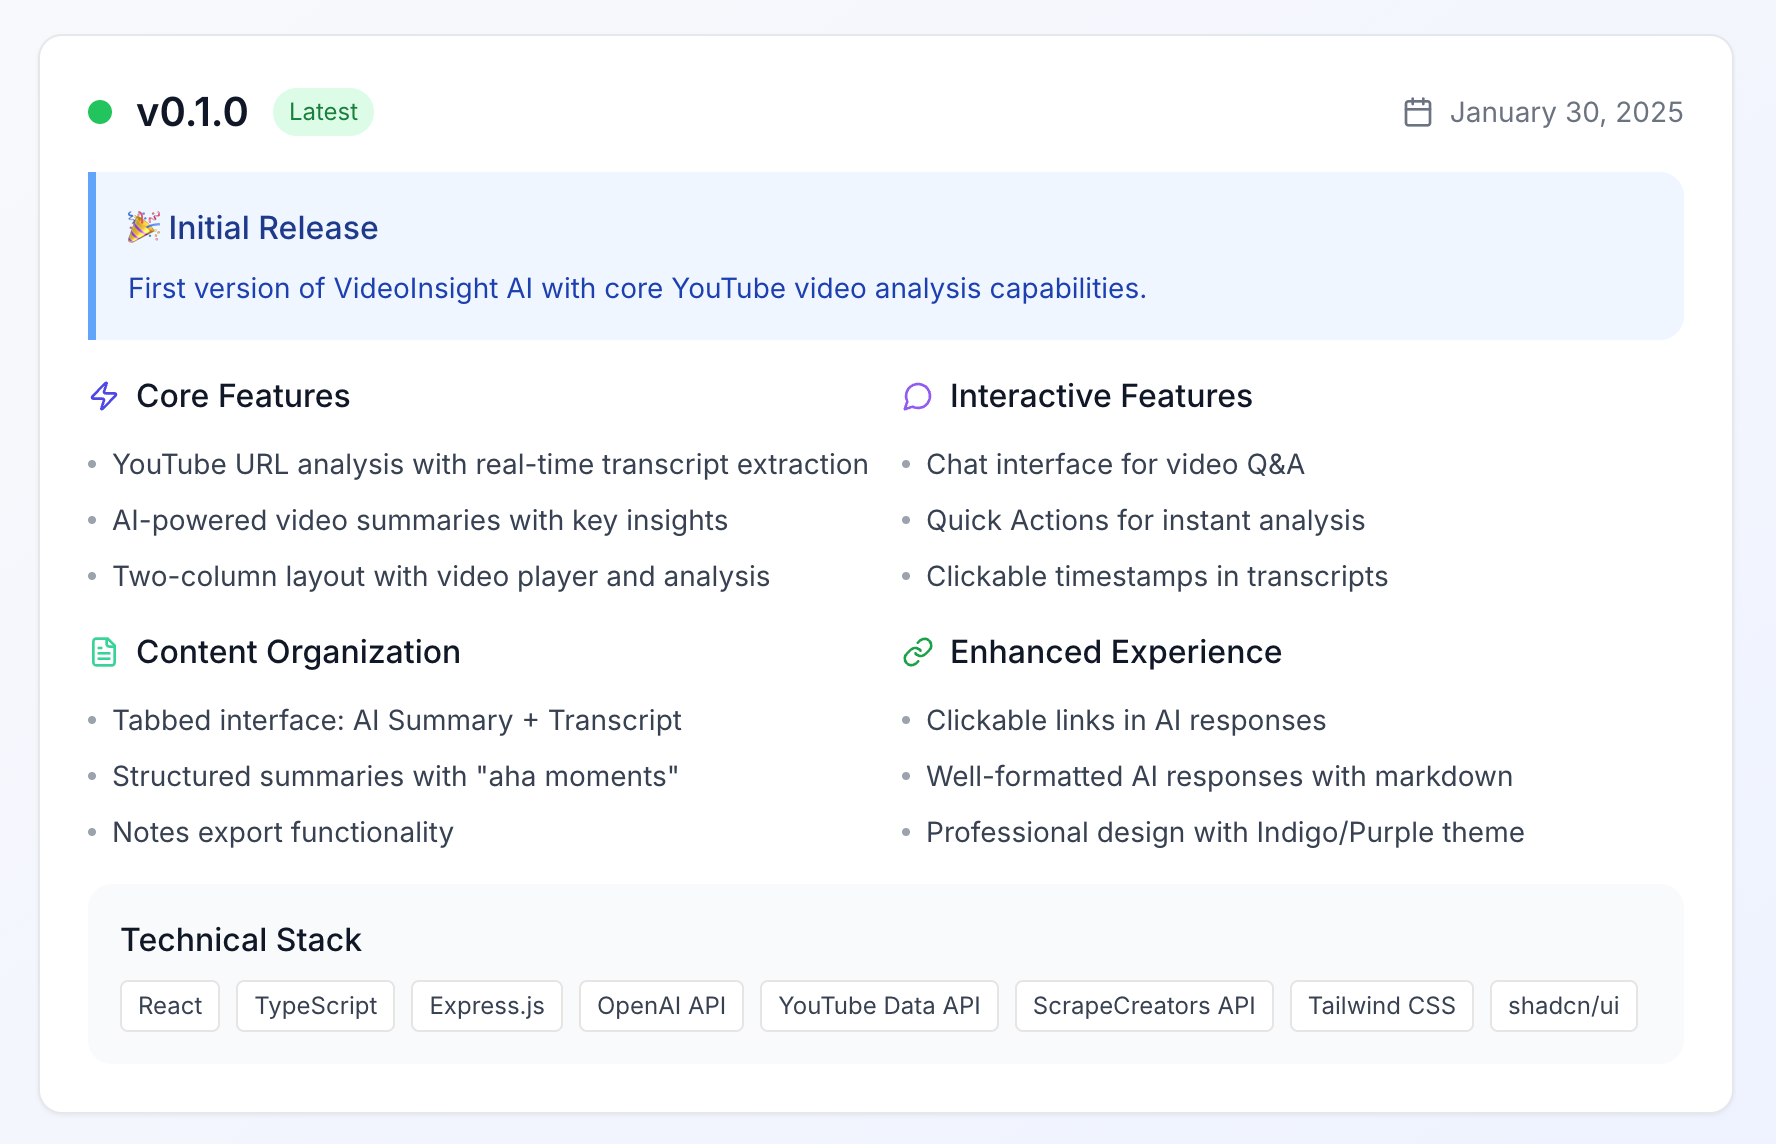 v0.1.0 Latest
January 30, 2025
🎉 Initial Release
First version of VideoInsight AI with core YouTube video analysis capabilities.
Core Features
• YouTube URL analysis with real-time transcript extraction
• AI-powered video summaries with key insights
• Two-column layout with video player and analysis
Interactive Features
• Chat interface for video Q&A
• Quick Actions for instant analysis
• Clickable timestamps in transcripts
Content Organization
• Tabbed interface: AI Summary + Transcript
• Structured summaries with "aha moments"
• Notes export functionality
Enhanced Experience
• Clickable links in AI responses
• Well-formatted AI responses with markdown
• Professional design with Indigo/Purple theme
Technical Stack
React TypeScript Express.js OpenAI API YouTube Data API ScrapeCreators API Tailwind CSS shadcn/ui